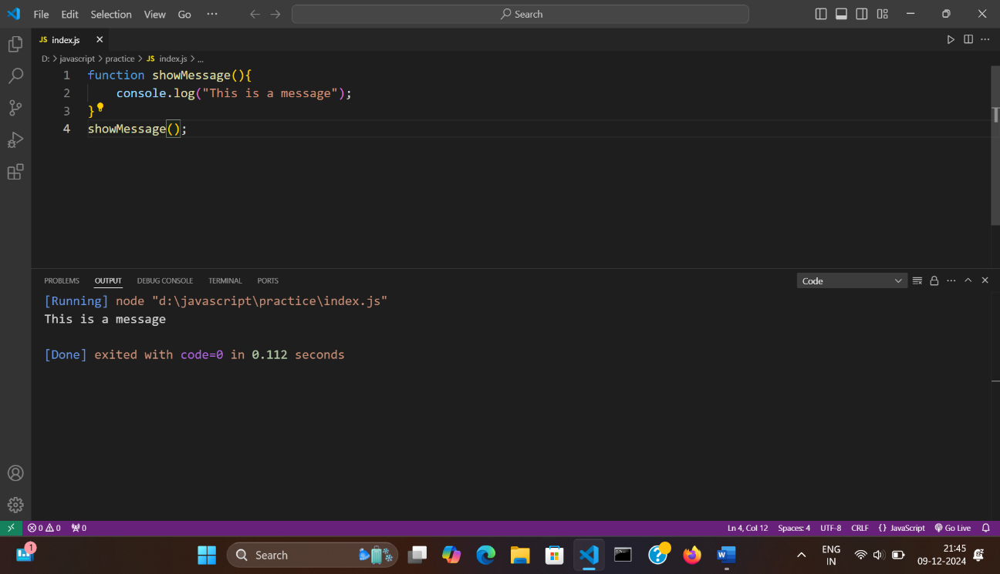 File Edit Selection View Go ··· Search
JS index.js
D: > javascript > practice > JS index.js > ...
1 function showMessage(){
2 console.log("This is a message");
3 }
4 showMessage();
PROBLEMS OUTPUT DEBUG CONSOLE TERMINAL PORTS Code
[Running] node "d:\javascript\practice\index.js"
This is a message
[Done] exited with code=0 in 0.112 seconds
0 0 0 Ln 4, Col 12 Spaces: 4 UTF-8 CRLF {} JavaScript Go Live
1 Search ENG 21:45
IN 09-12-2024